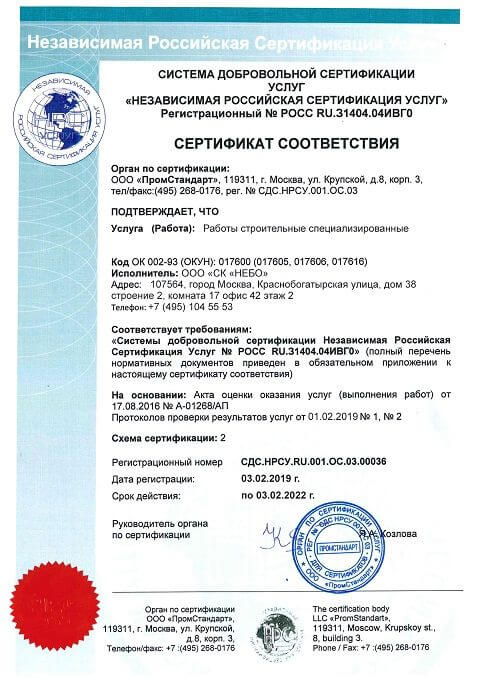 Независимая Российская Сертификация Услуг
НЕЗАВИСИМАЯ
УСЛУГ
РОССИЙСКАЯ СЕРТИФИКАЦИЯ
СИСТЕМА ДОБРОВОЛЬНОЙ СЕРТИФИКАЦИИ
УСЛУГ
«НЕЗАВИСИМАЯ РОССИЙСКАЯ СЕРТИФИКАЦИЯ УСЛУГ»
Регистрационный № РОСС RU.31404.04ИВГ0
СЕРТИФИКАТ СООТВЕТСТВИЯ
Орган по сертификации:
ООО «ПромСтандарт», 119311, г. Москва, ул. Крупской, д.8, корп. 3,
тел/факс:(495) 268-0176, рег. № СДС.НРСУ.001.ОС.03
ПОДТВЕРЖДАЕТ, ЧТО
Услуга (Работа): Работы строительные специализированные
Код ОК 002-93 (ОКУН): 017600 (017605, 017606, 017616)
Исполнитель: ООО «СК «НЕБО»
Адрес: 107564, город Москва, Краснобогатырская улица, дом 38
строение 2, комната 17 офис 42 этаж 2
Телефон: +7 (495) 104 55 53
Соответствует требованиям:
«Системы добровольной сертификации Независимая Российская
Сертификация Услуг № РОСС RU.31404.04ИВГ0» (полный перечень
нормативных документов приведен в обязательном приложении к
настоящему сертификату соответствия)
На основании: Акта оценки оказания услуг (выполнения работ) от
17.08.2016 № А-01268/АП
Протоколов проверки результатов услуг от 01.02.2019 № 1, № 2
Схема сертификации: 2
Регистрационный номер СДС.НРСУ.RU.001.ОС.03.00036
Дата регистрации: 03.02.2019 г.
Срок действия: по 03.02.2022 г.
Руководитель органа
по сертификации
Я.А. Козлова
ОРГАН ПО СЕРТИФИКАЦИИ УСЛУГ
РЕГ № СДС НРСУ 001 ОС 03
ПРОМСТАНДАРТ
ДЛЯ СЕРТИФИКАТОВ
ООО «ПромСтандарт»
Орган по сертификации
ООО «ПромСтандарт»,
119311, г. Москва, ул. Крупской,
д.8, корп. 3,
Телефон/факс: +7 :(495) 268-0176
The certification body
LLC «PromStandart»,
119311, Moscow, Krupskoy st.,
8, building 3.
Phone / Fax: +7 :(495) 268-0176